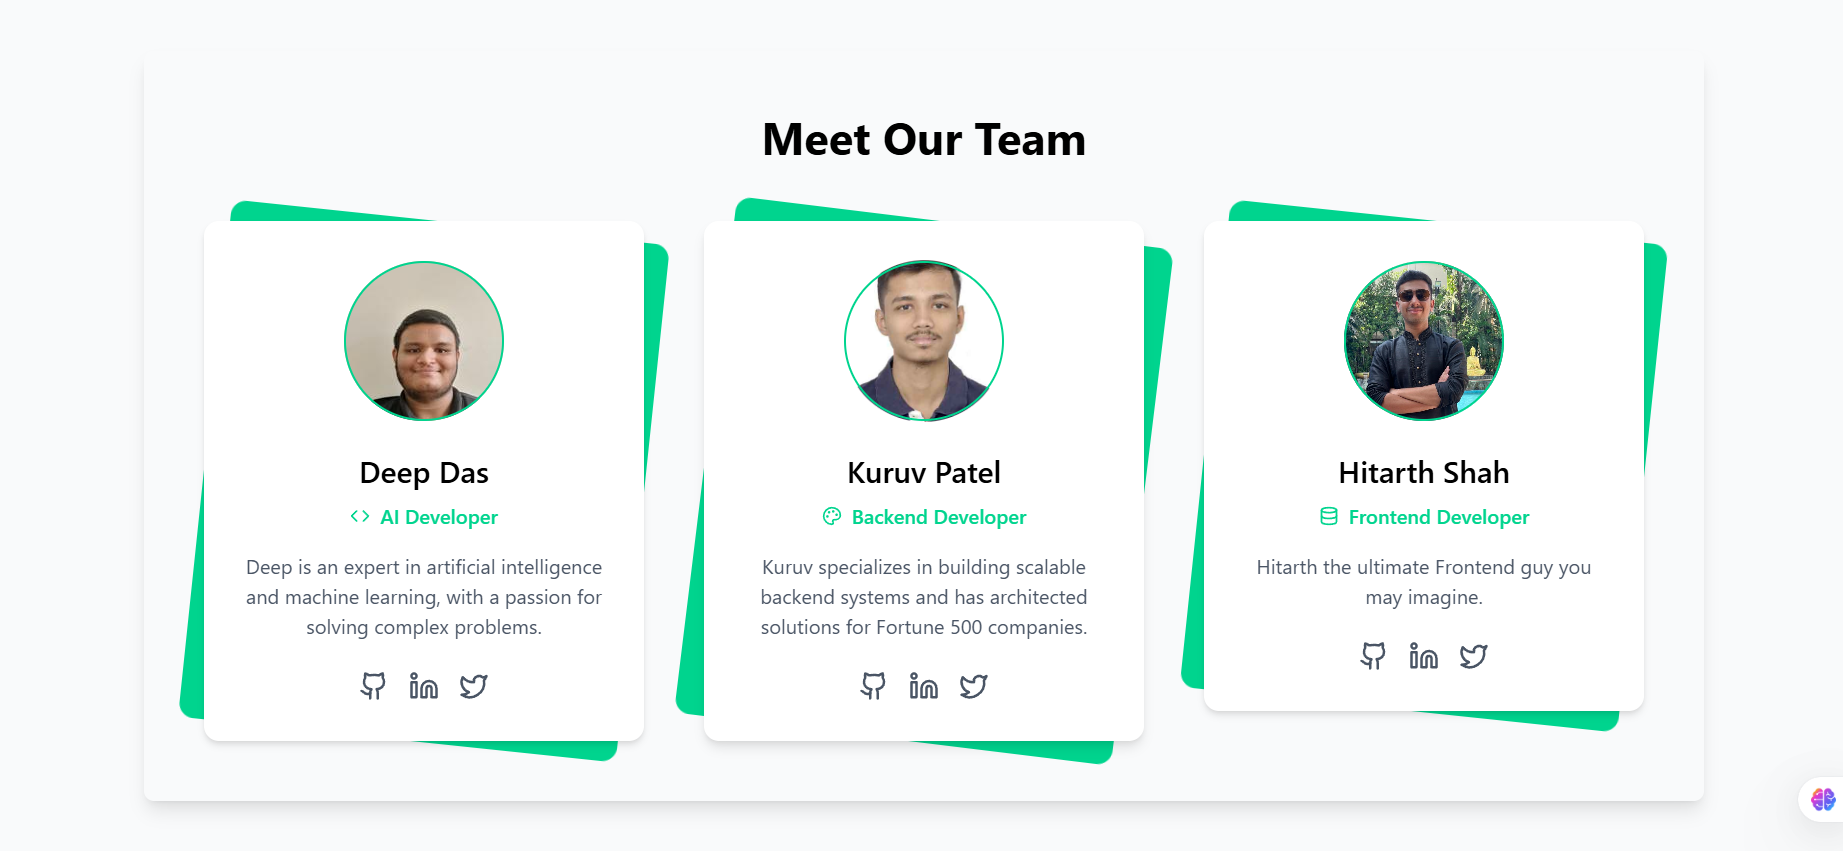 Meet Our Team
Deep Das
AI Developer
Deep is an expert in artificial intelligence
and machine learning, with a passion for
solving complex problems.
Kuruv Patel
Backend Developer
Kuruv specializes in building scalable
backend systems and has architected
solutions for Fortune 500 companies.
Hitarth Shah
Frontend Developer
Hitarth the ultimate Frontend guy you
may imagine.